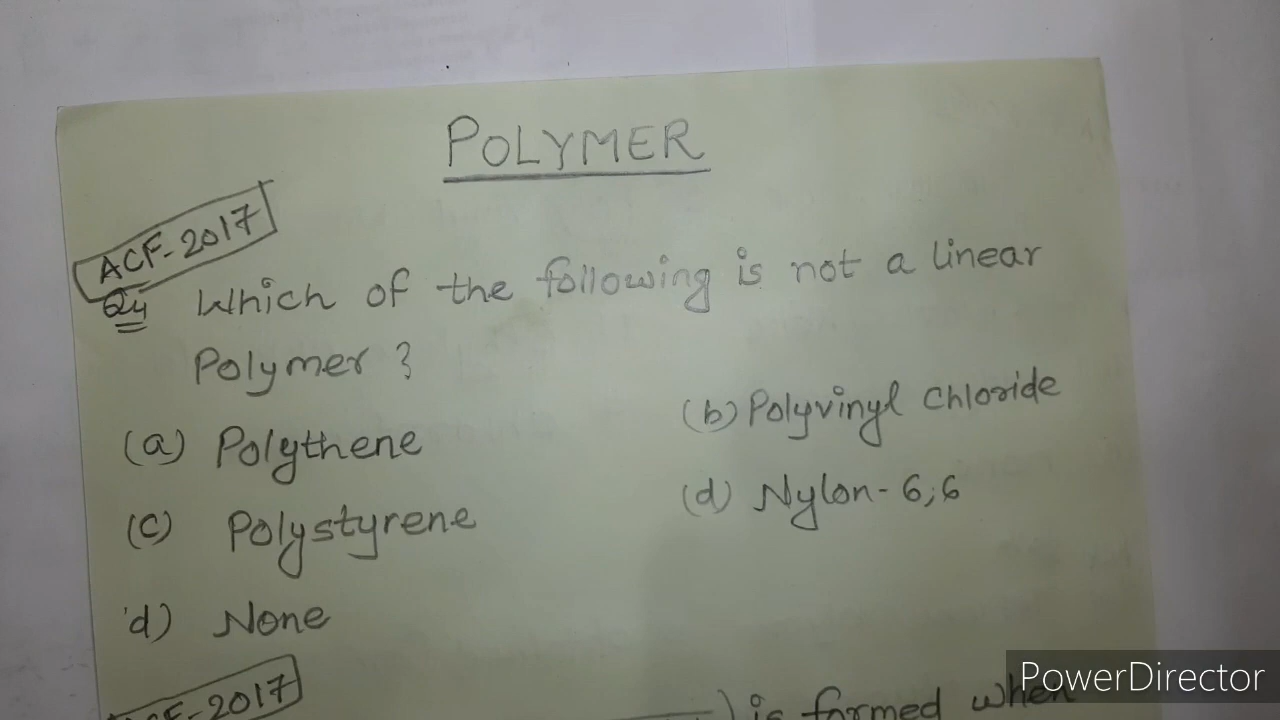 POLYMER
ACF-2017
Q4 Which of the following is not a linear
Polymer ?
(a) Polythene
(b) Polyvinyl Chloride
(c) Polystyrene
(d) Nylon-6,6
d) None
2017
) is formed when
PowerDirector